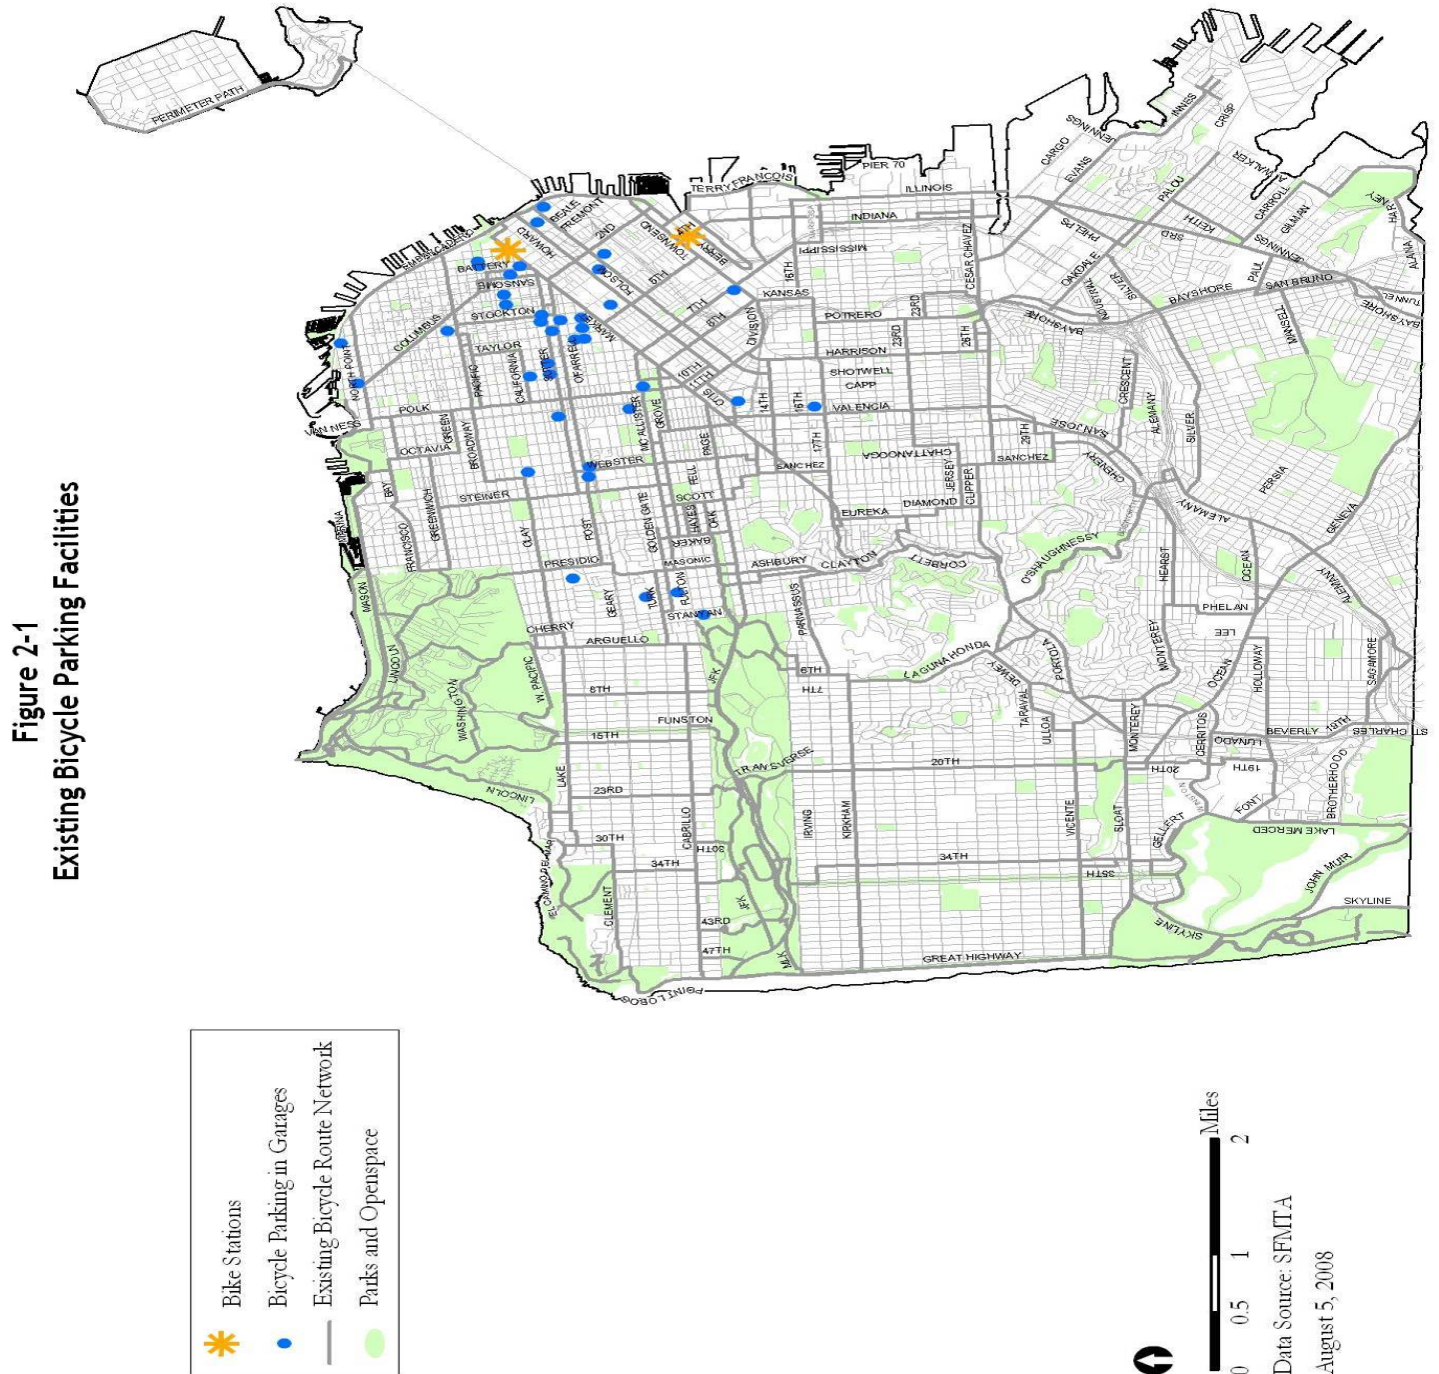 Figure 2-1
Existing Bicycle Parking Facilities
Bike Stations
Bicycle Parking in Garages
Existing Bicycle Route Network
Parks and Openspace
0 0.5 1 2
Miles
Data Source: SFMTA
August 5, 2008
PERIMETER PATH
NORTH POINT
COLUMBUS
BATTERY
SANSOME
HOWARD
BEALE
FREMONT
2ND
FOLSOM
5TH
TOWNSEND
4TH
BERRY
TERRY FRANCOIS
PIER 70
ILLINOIS
INDIANA
MARIPOSA
MISSISSIPPI
16TH
7TH
8TH
DIVISION
KANSAS
POTRERO
23RD
CESAR CHAVEZ
26TH
STOCKTON
TAYLOR
PACIFIC
CALIFORNIA
SUTTER
OFARRELL
MARKET
10TH
11TH
OTIS
HARRISON
23RD
SHOTWELL
CAPP
14TH
16TH
VALENCIA
VAN NESS
POLK
GREEN
OCTAVIA
BROADWAY
MC ALLISTER
GROVE
PAGE
FELL
WEBSTER
17TH
SANCHEZ
CHATTANOOGA
JERSEY
CLIPPER
SANCHEZ
29TH
SAN JOSE
CHENERY
MARINA
BAY
FRANCISCO
GREENWICH
STEINER
CLAY
POST
GOLDEN GATE
SCOTT
HAYES
OAK
BAKER
EUREKA
DIAMOND
MASON
PRESIDIO
MASONIC
ASHBURY
CLAYTON
CORBETT
O'SHAUGHNESSY
CHERRY
GEARY
TURK
FULTON
STANYAN
PARNASSUS
LINCOLN
WASHINGTON
W. PACIFIC
ARGUELLO
JFK
6TH
7TH
LAGUNA HONDA
DEWEY
PORTOLA
MONTEREY
HEARST
8TH
FUNSTON
15TH
TRANSVERSE
20TH
TARAVAL
ULLOA
MONTEREY
CERRITOS
OCEAN
LEE
PHELAN
OCEAN
HOLLOWAY
LINCOLN
LAKE
23RD
CABRILLO
IRVING
KIRKHAM
VICENTE
SLOAT
20TH
WINSTON
19TH
LUNADO
BEVERLY
19TH
ST CHARLES
SAGAMORE
FONT
BROTHERHOOD
GELLERT
LAKE MERCED
EL CAMINO DEL MAR
30TH
30TH
34TH
34TH
35TH
CLEMENT
JFK
43RD
47TH
MLK
POINT LOBOS
GREAT HIGHWAY
SKYLINE
JOHN MUIR
SKYLINE
CARGO
JENNINGS
EVANS
INNES
CRISP
PHELPS
PALOU
KEITH
3RD
CARROLL
GILMAN
JENNINGS
HARNEY
ALANA
OAKDALE
INDUSTRIAL
SILVER
BAYSHORE
BAYSHORE
PAUL
SAN BRUNO
MANSELL
BAYSHORE
TUNNEL
CRESCENT
ALEMANY
SILVER
PERSIA
ALEMANY
GENEVA
ALEMANY